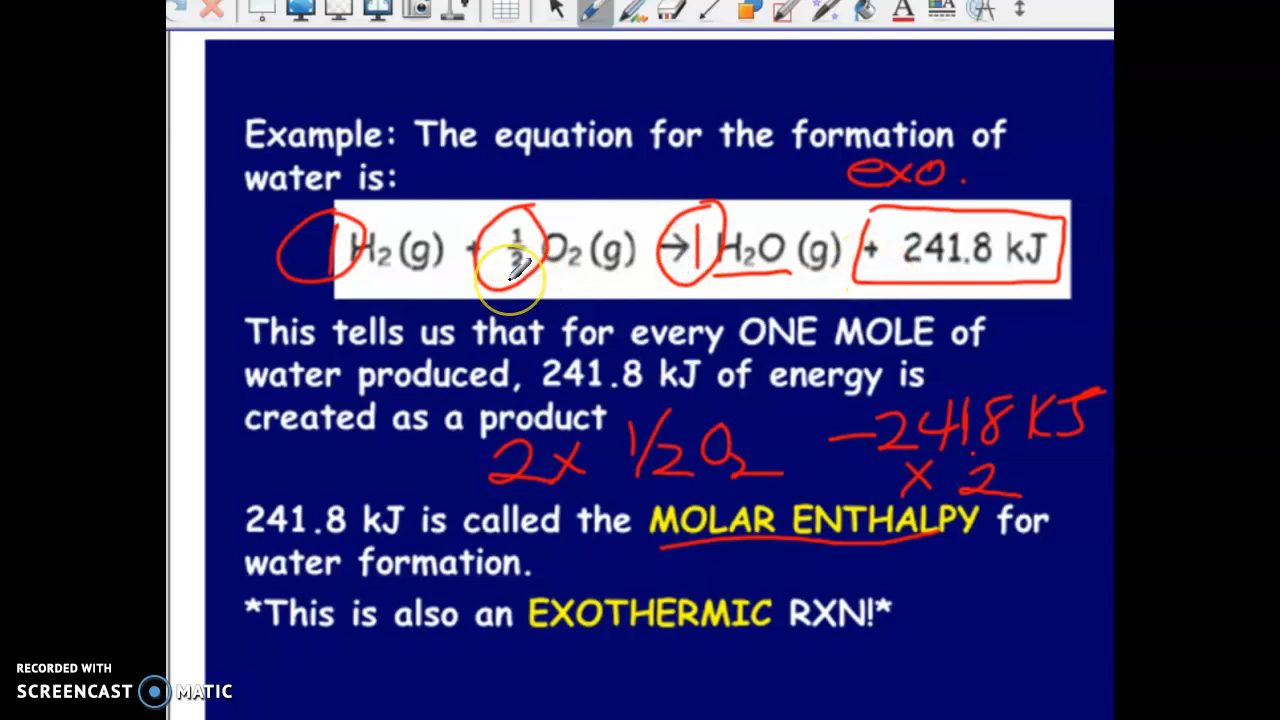 Example: The equation for the formation of
exo.
water is:
1 H₂(g) + ½ O₂(g) → 1 H₂O (g) + 241.8 kJ
This tells us that for every ONE MOLE of
water produced, 241.8 kJ of energy is
created as a product
2x ½O₂ -241.8 KJ
x 2
241.8 kJ is called the MOLAR ENTHALPY for
water formation.
*This is also an EXOTHERMIC RXN!*
RECORDED WITH
SCREENCAST MATIC